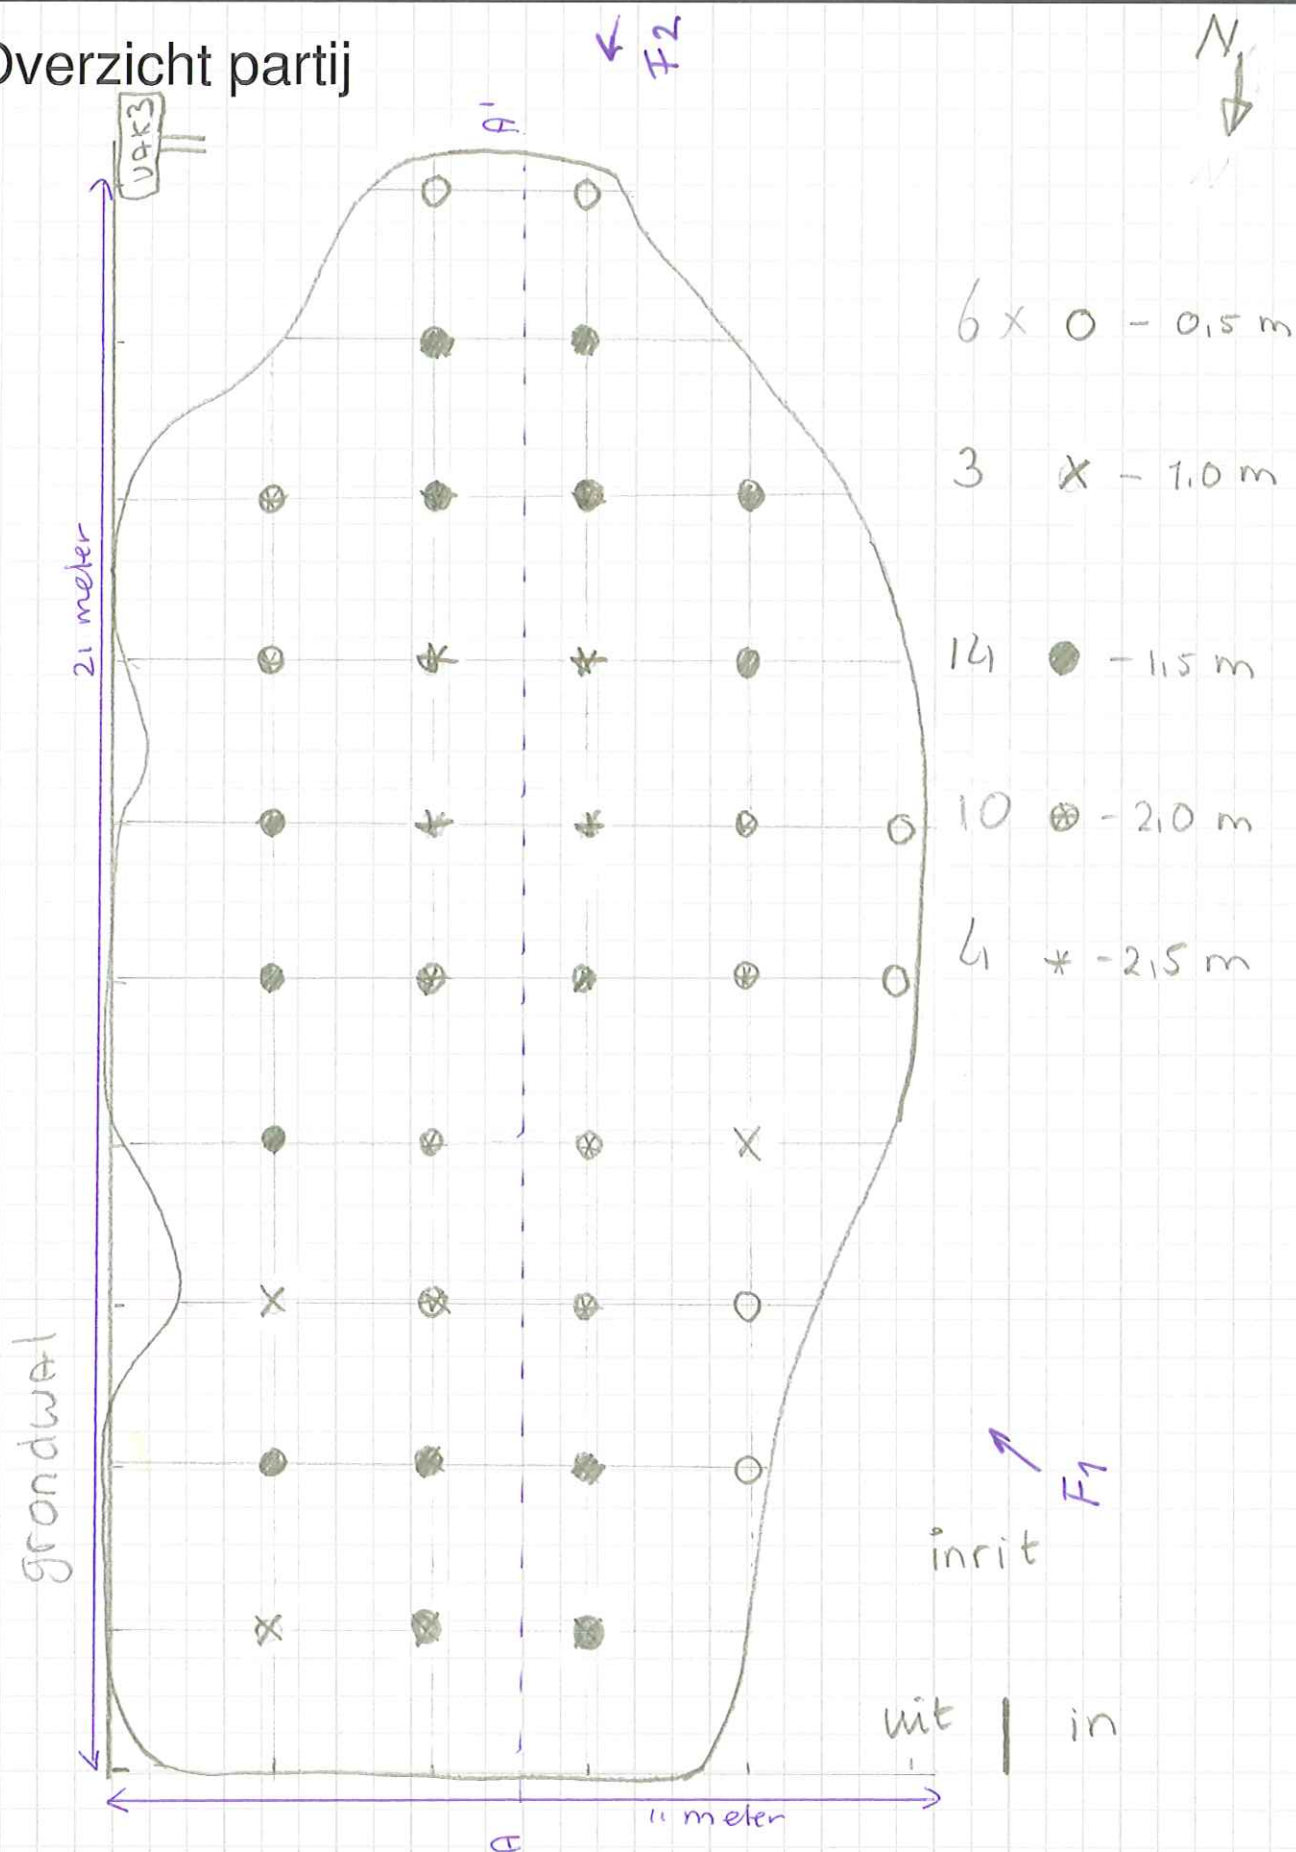 Overzicht partij
F2
N
VAK3
A'
6 x O - 0,5 m
3 x - 1,0 m
14 ● - 1,5 m
10 ⊛ - 2,0 m
4 * - 2,5 m
21 meter
grondwal
F1
inrit
uit | in
11 meter
A